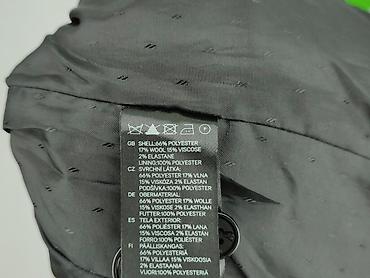 GB SHELL:66% POLYESTER
17% WOOL 15% VISCOSE
2% ELASTANE
LINING:100% POLYESTER
CZ SVRCHNÍ LÁTKA:
66% POLYESTER 17% VLNA
15% VISKÓZA 2% ELASTAN
PODŠÍVKA:100% POLYESTER
DE OBERMATERIAL:
66% POLYESTER 17% WOLLE
15% VISKOSE 2% ELASTHAN
FUTTER:100% POLYESTER
ES TELA EXTERIOR:
66% POLIÉSTER 17% LANA
15% VISCOSA 2% ELASTANO
FORRO:100% POLIÉSTER
FI PÄÄLLISKANGAS:
66% POLYESTERIÄ
17% VILLAA 15% VISKOOSIA
2% ELASTAANIA
VUORI:100% POLYESTERIÄ